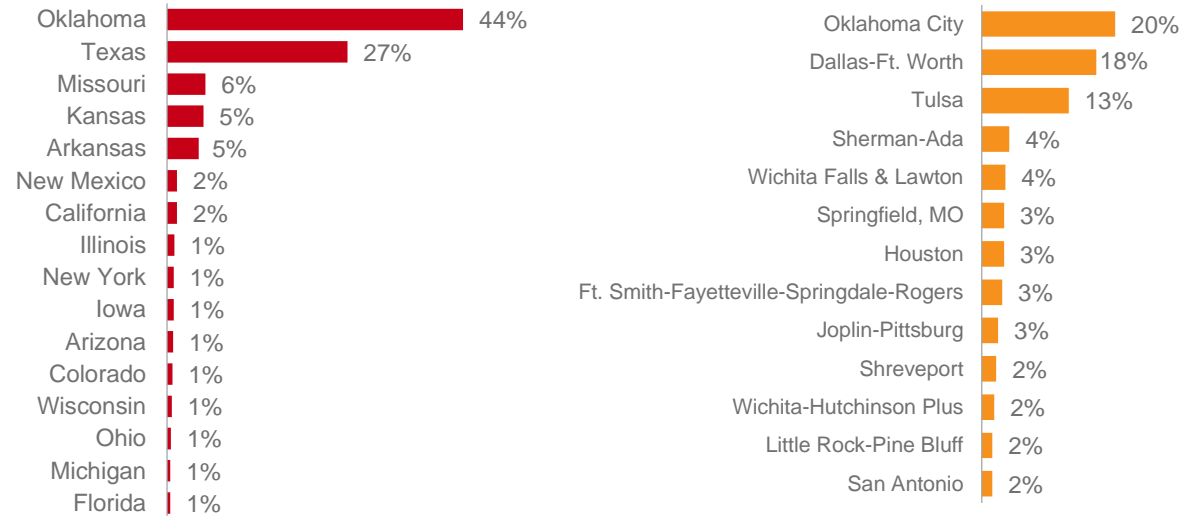 Oklahoma 44%
Texas 27%
Missouri 6%
Kansas 5%
Arkansas 5%
New Mexico 2%
California 2%
Illinois 1%
New York 1%
Iowa 1%
Arizona 1%
Colorado 1%
Wisconsin 1%
Ohio 1%
Michigan 1%
Florida 1%
Oklahoma City 20%
Dallas-Ft. Worth 18%
Tulsa 13%
Sherman-Ada 4%
Wichita Falls & Lawton 4%
Springfield, MO 3%
Houston 3%
Ft. Smith-Fayetteville-Springdale-Rogers 3%
Joplin-Pittsburg 3%
Shreveport 2%
Wichita-Hutchinson Plus 2%
Little Rock-Pine Bluff 2%
San Antonio 2%